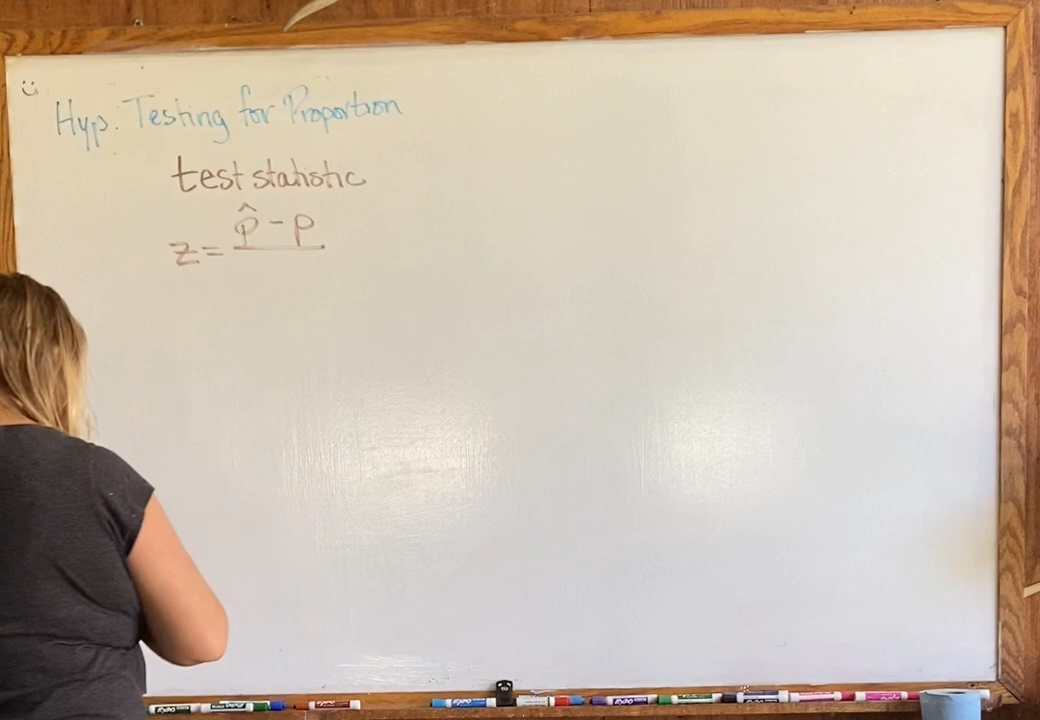 Hyp. Testing for Proportion
test statistic
p̂ - p
z =